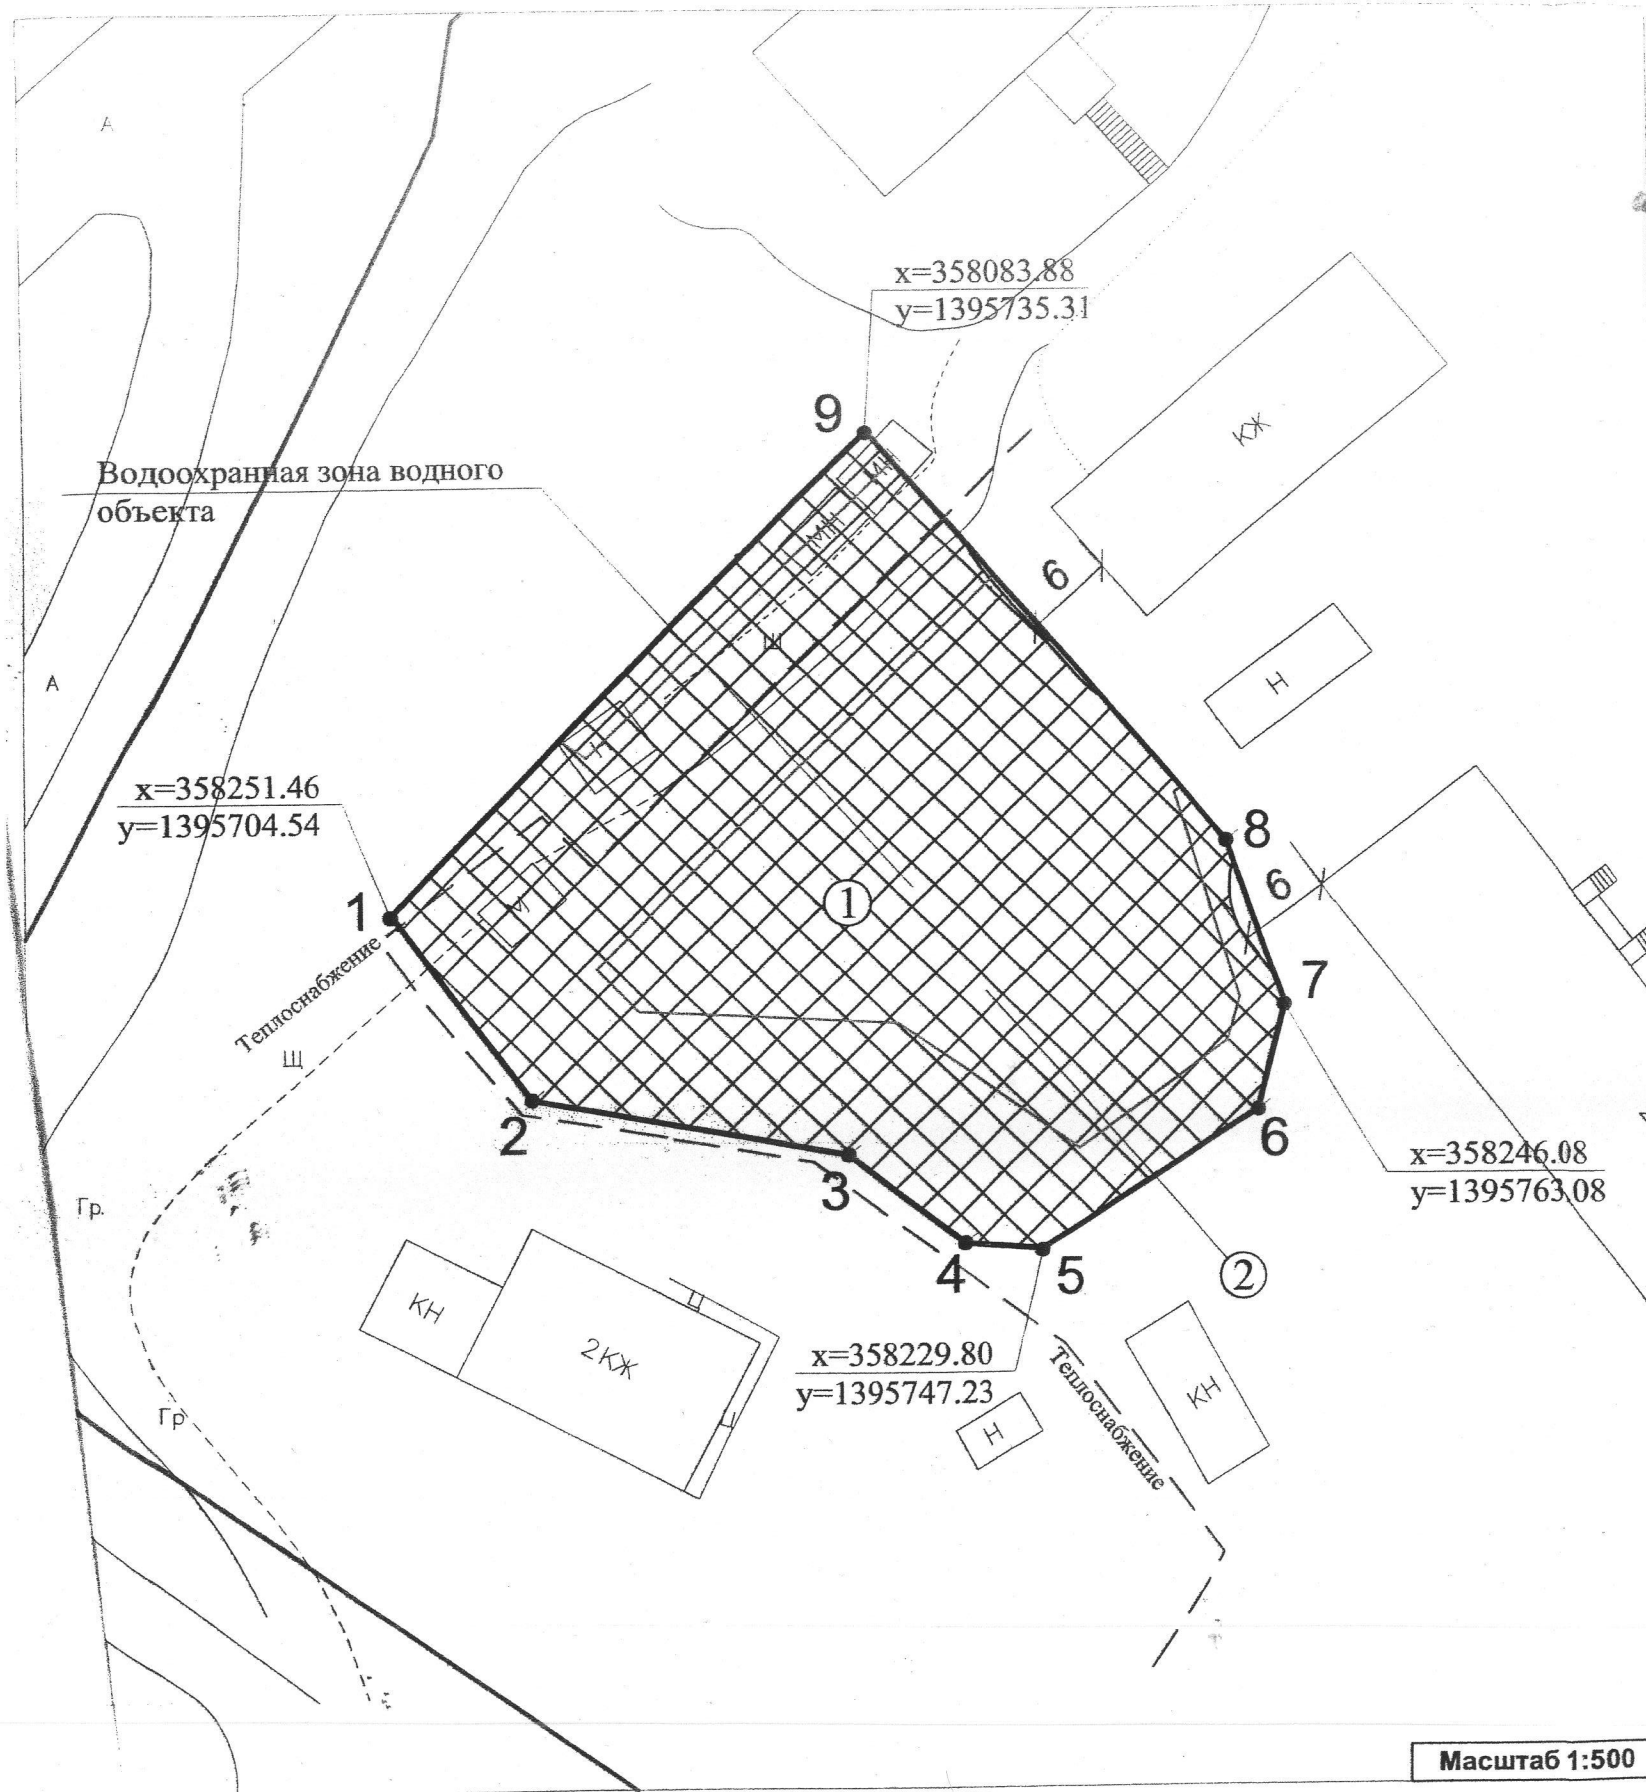 А
x=358083.88
y=1395735.31
9
КЖ
Водоохранная зона водного
объекта
МН
6
Щ
Н
А
x=358251.46
y=1395704.54
8
6
1
1
Теплоснабжение
7
Щ
2
3
6
x=358246.08
y=1395763.08
Гр.
4
5
2
КН
Ц
2КЖ
x=358229.80
y=1395747.23
Теплоснабжение
КН
Гр
Ц
Н
Масштаб 1:500